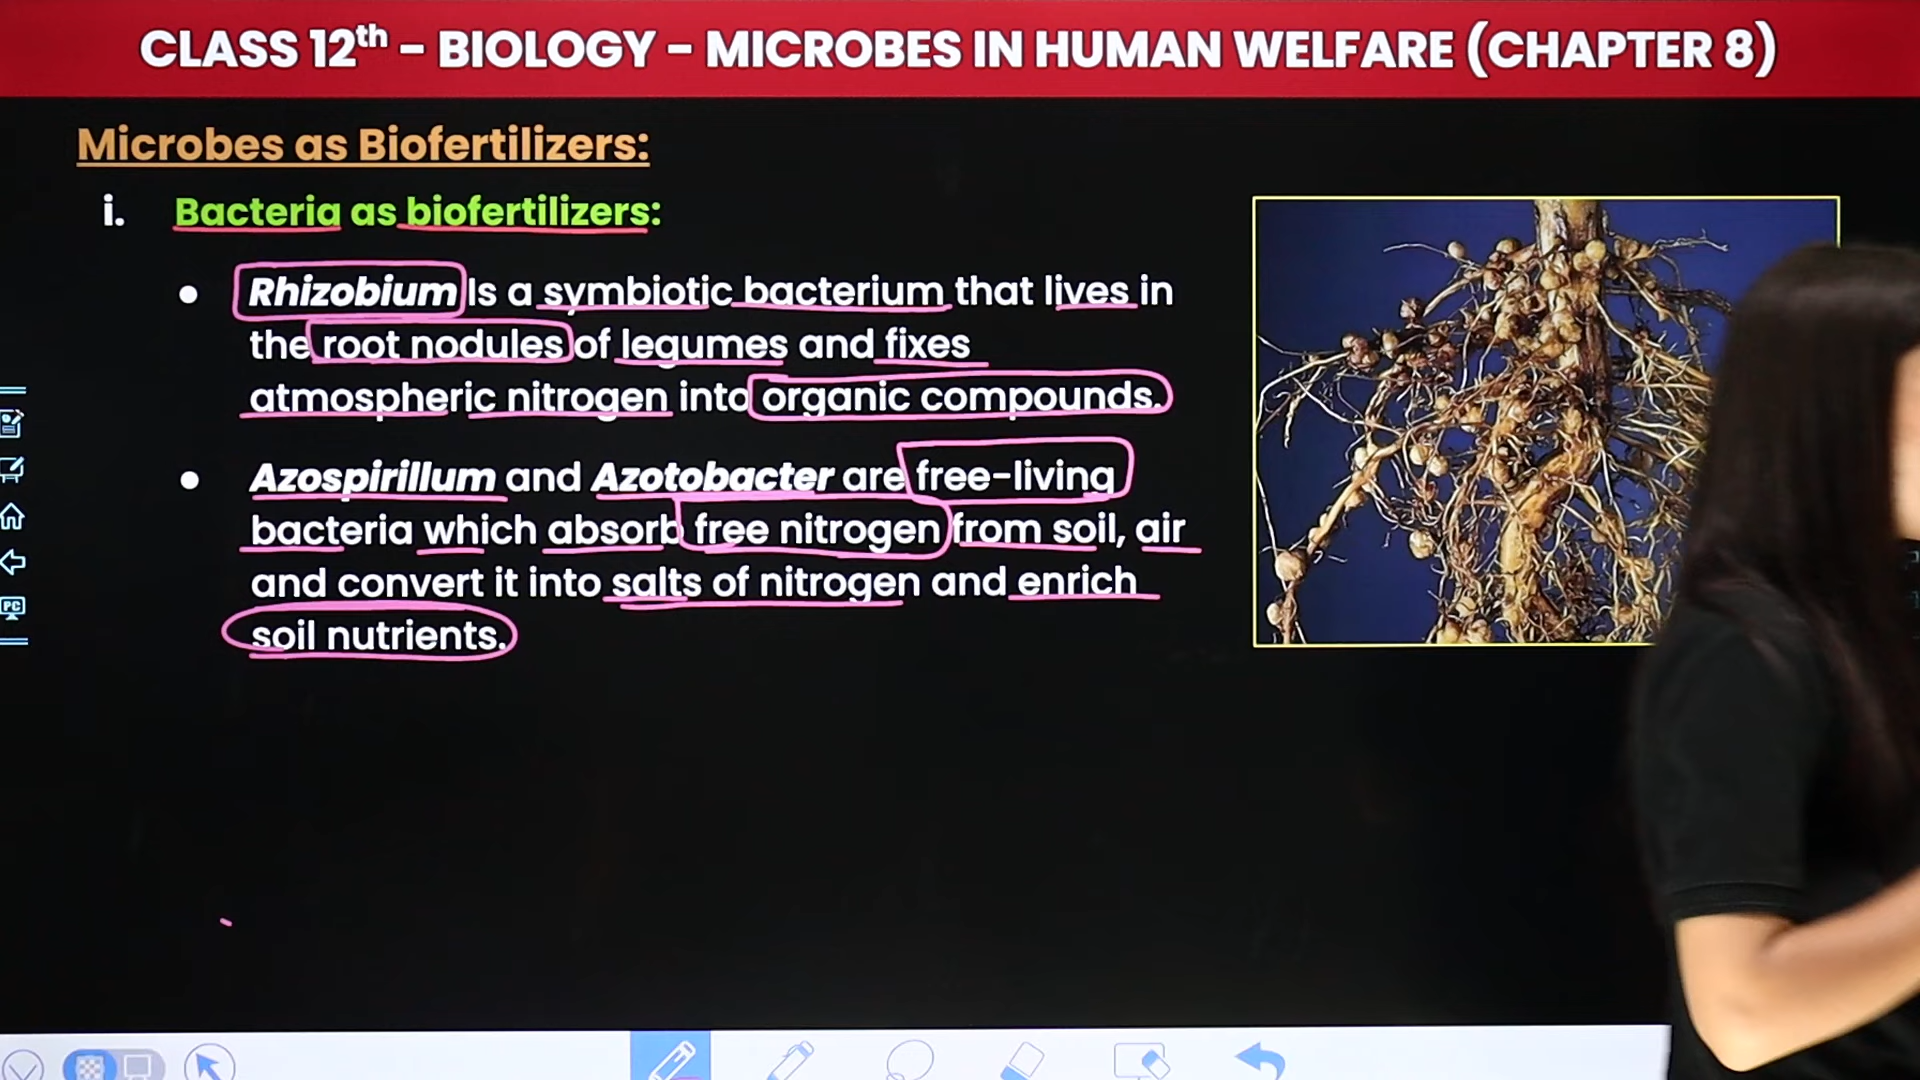 CLASS 12th - BIOLOGY - MICROBES IN HUMAN WELFARE (CHAPTER 8)
Microbes as Biofertilizers:
i. Bacteria as biofertilizers:
• Rhizobium is a symbiotic bacterium that lives in
the root nodules of legumes and fixes
atmospheric nitrogen into organic compounds.
• Azospirillum and Azotobacter are free-living
bacteria which absorb free nitrogen from soil, air
and convert it into salts of nitrogen and enrich
soil nutrients.
PC